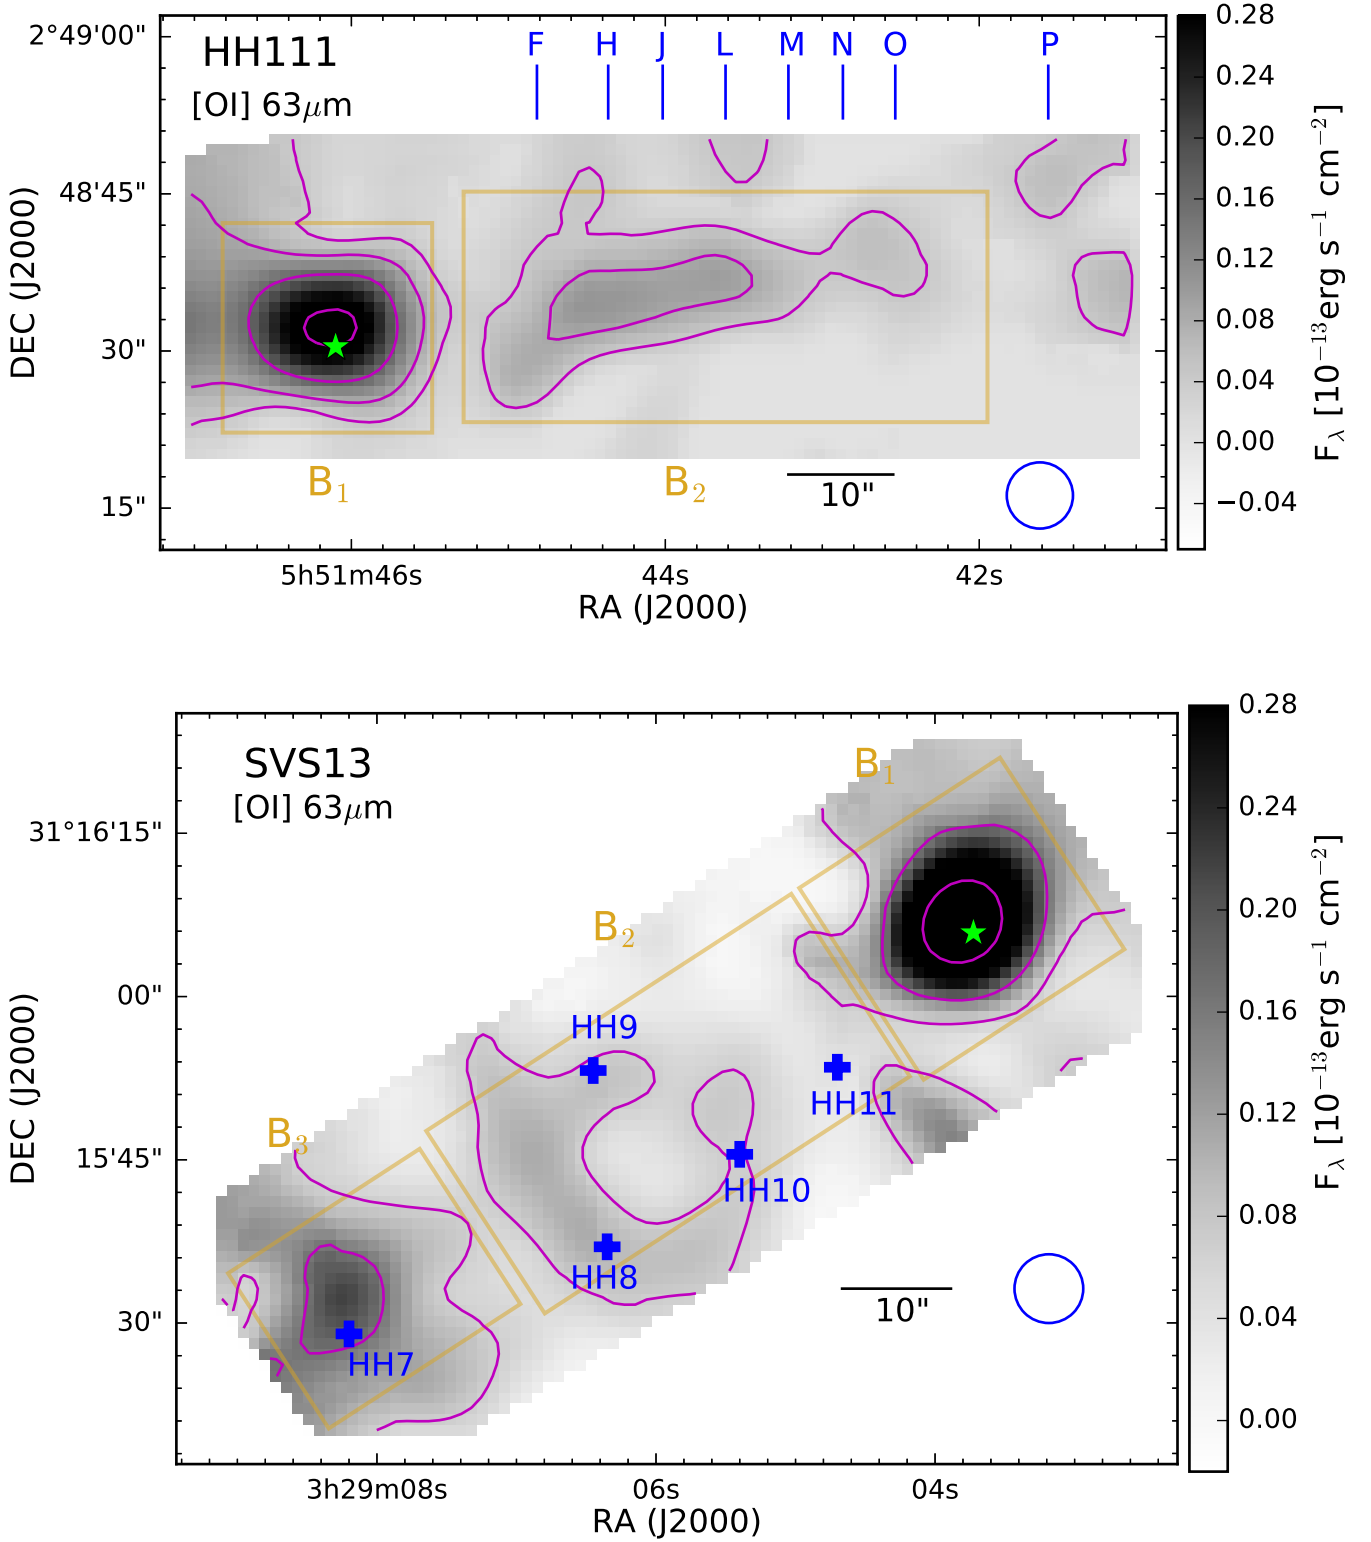 HH111
[OI] 63μm
F H J L M N O P
2°49'00"
48'45"
30"
15"
DEC (J2000)
B₁
B₂
10"
5h51m46s 44s 42s
RA (J2000)
0.28
0.24
0.20
0.16
0.12
0.08
0.04
0.00
−0.04
F_λ [10⁻¹³erg s⁻¹ cm⁻²]
SVS13
[OI] 63μm
31°16'15"
00"
15'45"
30"
DEC (J2000)
B₁
B₂
B₃
HH9
HH11
HH10
HH8
HH7
10"
3h29m08s 06s 04s
RA (J2000)
0.28
0.24
0.20
0.16
0.12
0.08
0.04
0.00
F_λ [10⁻¹³erg s⁻¹ cm⁻²]